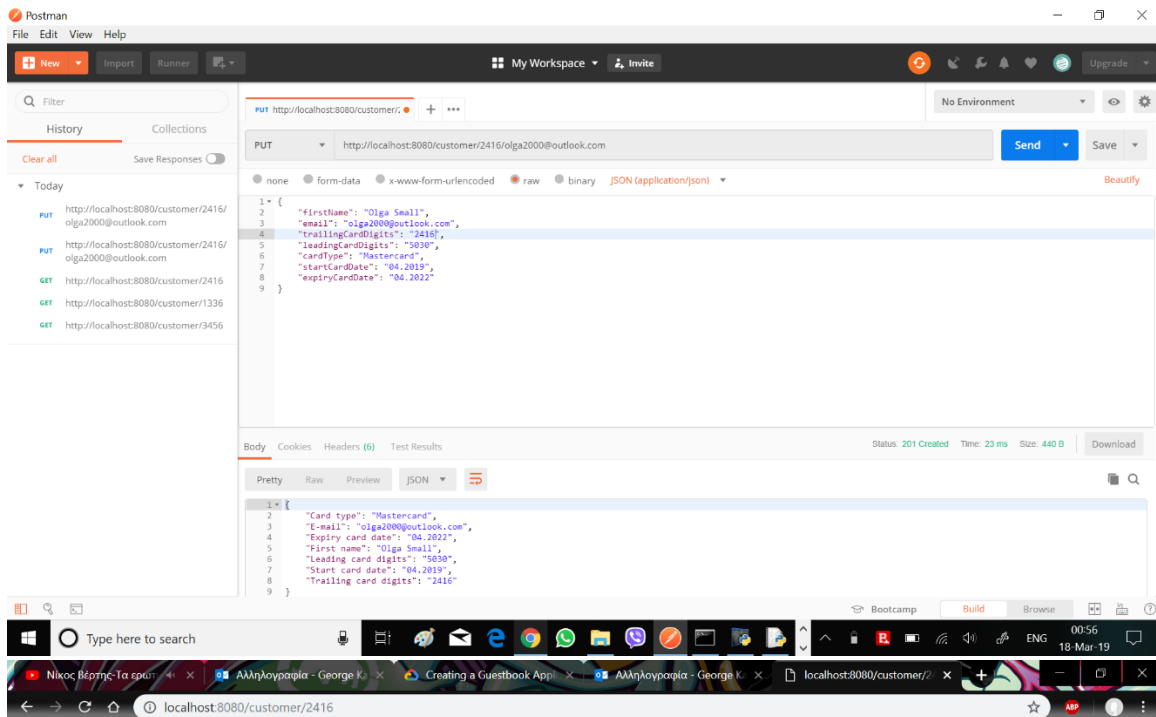 Postman
File Edit View Help
New Import Runner My Workspace Invite Upgrade
Filter
History Collections
Clear all Save Responses
Today
PUT http://localhost:8080/customer/2416/
olga2000@outlook.com
PUT http://localhost:8080/customer/2416/
olga2000@outlook.com
GET http://localhost:8080/customer/2416
GET http://localhost:8080/customer/1336
GET http://localhost:8080/customer/3456
PUT http://localhost:8080/customer/2 + ••• No Environment
PUT http://localhost:8080/customer/2416/olga2000@outlook.com Send Save
none form-data x-www-form-urlencoded raw binary JSON (application/json) Beautify
1 {
2 "firstName": "Olga Small",
3 "email": "olga2000@outlook.com",
4 "trailingCardDigits": "2416",
5 "leadingCardDigits": "5030",
6 "cardType": "Mastercard",
7 "startCardDate": "04.2019",
8 "expiryCardDate": "04.2022"
9 }
Body Cookies Headers (6) Test Results Status: 201 Created Time: 23 ms Size: 440 B Download
Pretty Raw Preview JSON
1 {
2 "Card type": "Mastercard",
3 "E-mail": "olga2000@outlook.com",
4 "Expiry card date": "04.2022",
5 "First name": "Olga Small",
6 "Leading card digits": "5030",
7 "Start card date": "04.2019",
8 "Trailing card digits": "2416"
9 }
Bootcamp Build Browse
Type here to search ENG 00:56
18-Mar-19
Νίκος Βέρτης-Τα ερωτ Αλληλογραφία - George K Creating a Guestbook Appl Αλληλογραφία - George K localhost:8080/customer/2
localhost:8080/customer/2416 ABP